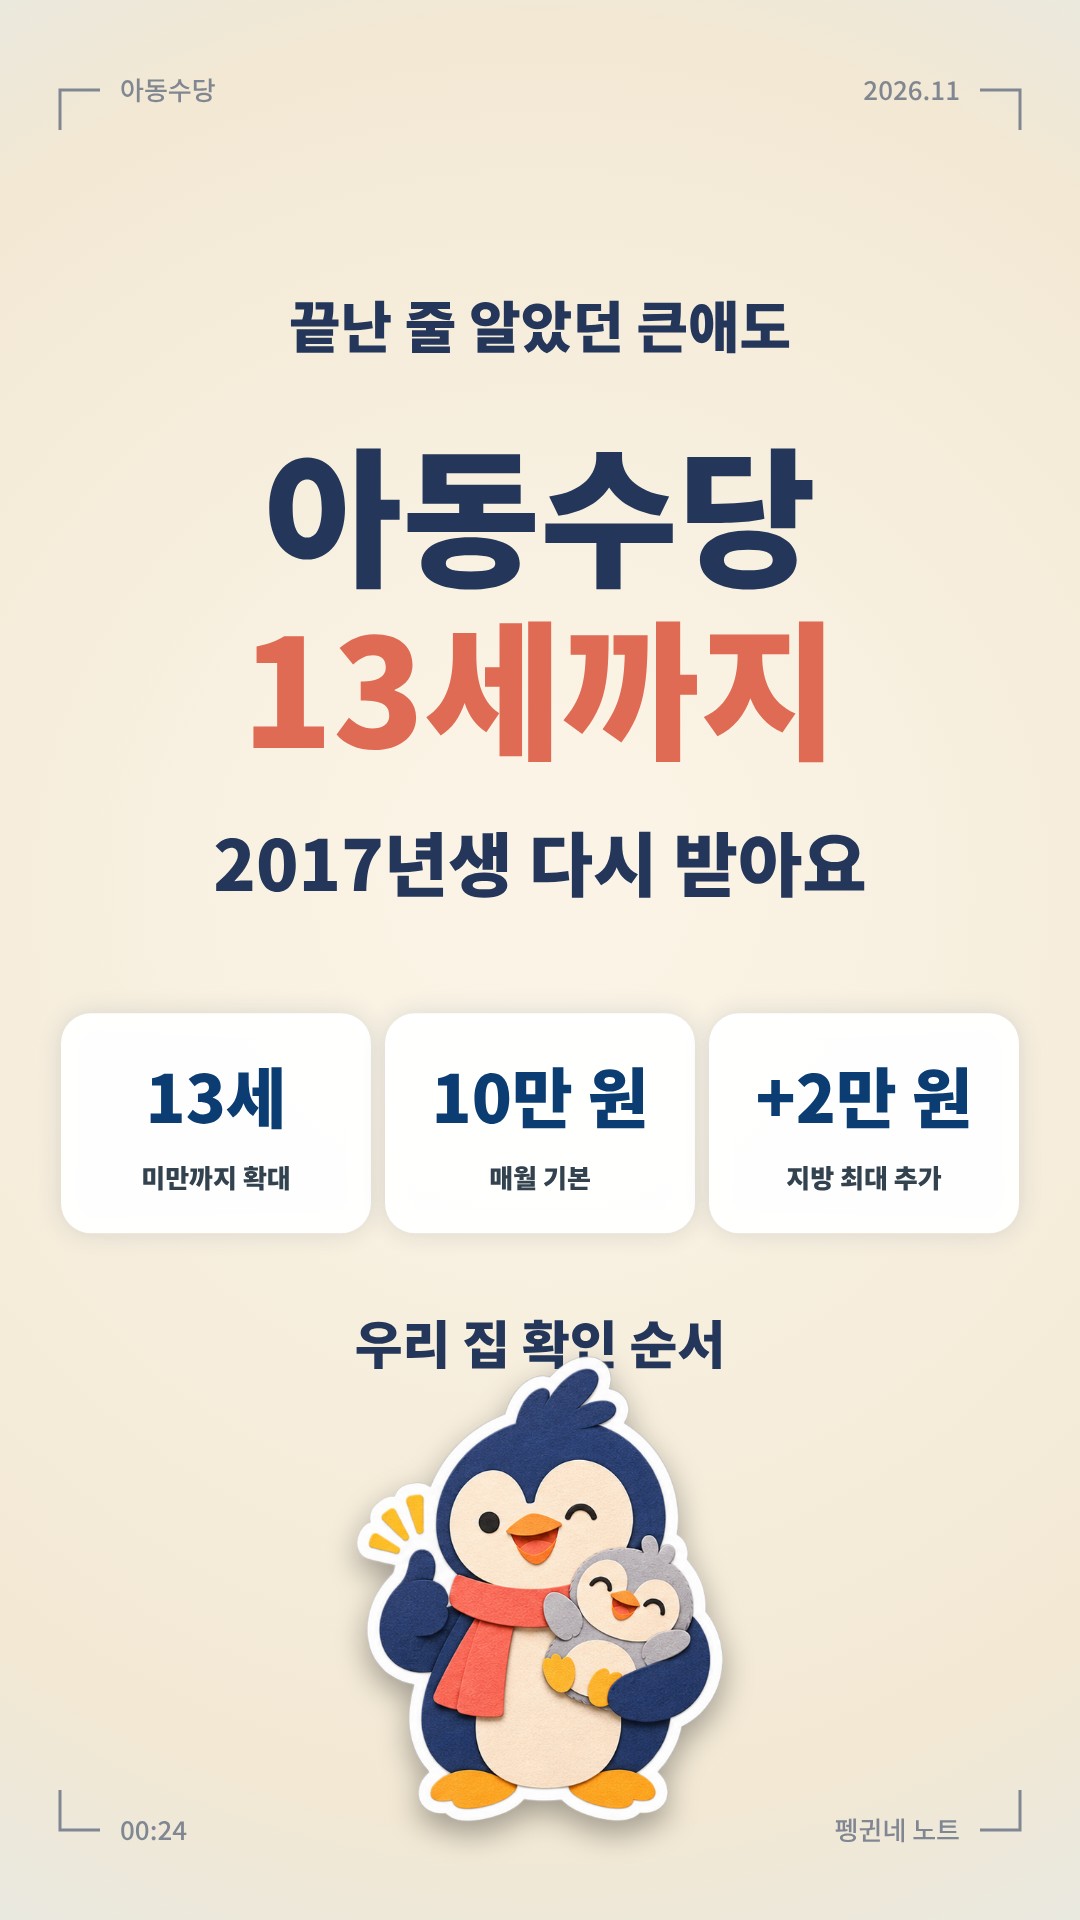 아동수당
2026.11
끝난 줄 알았던 큰애도
아동수당
13세까지
2017년생 다시 받아요
13세
미만까지 확대
10만 원
매월 기본
+2만 원
지방 최대 추가
우리 집 확인 순서
00:24
펭귄네 노트